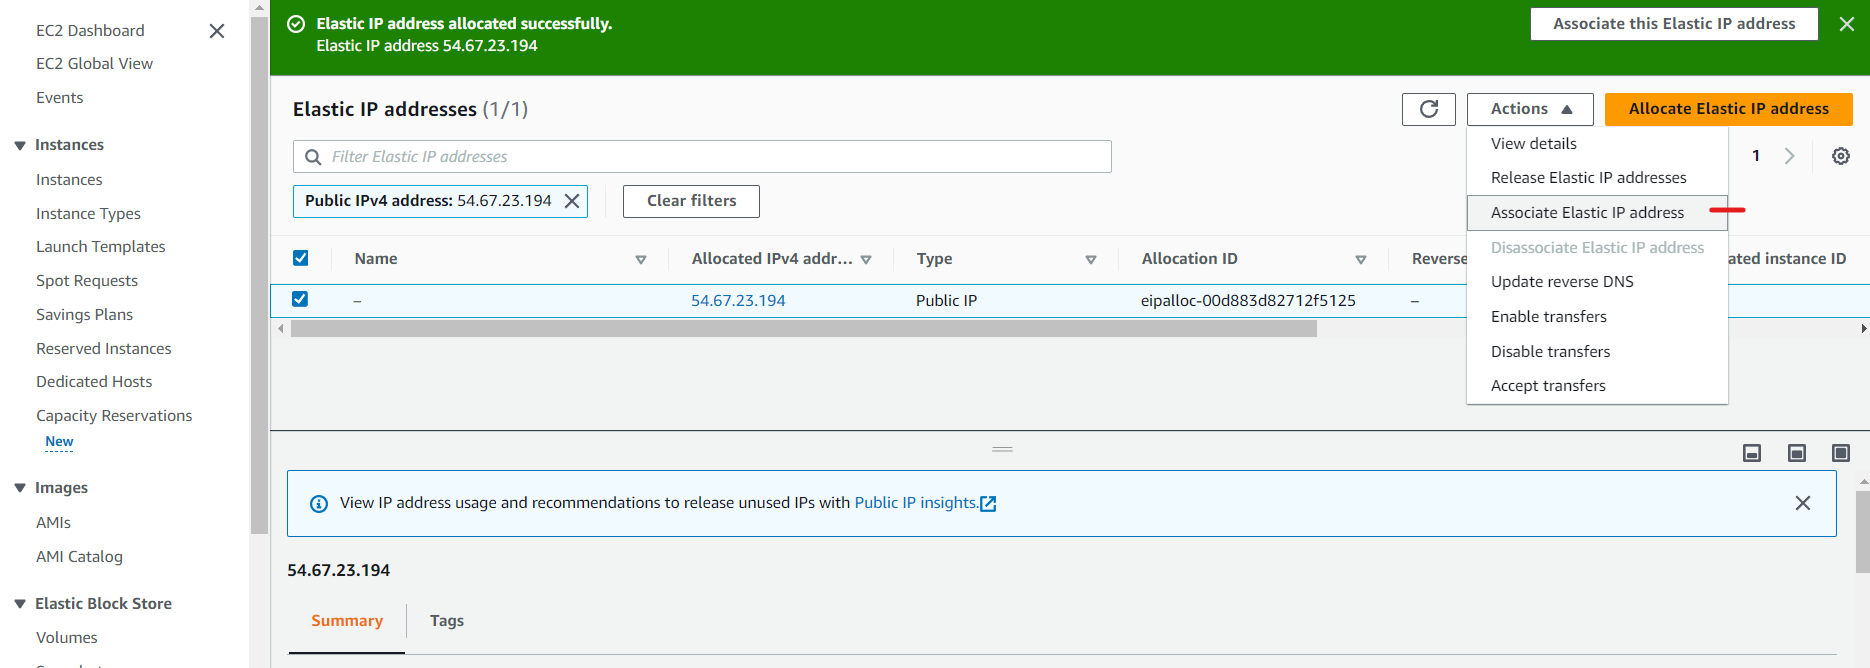 EC2 Dashboard
EC2 Global View
Events
Instances
Instances
Instance Types
Launch Templates
Spot Requests
Savings Plans
Reserved Instances
Dedicated Hosts
Capacity Reservations
New
Images
AMIs
AMI Catalog
Elastic Block Store
Volumes
Elastic IP address allocated successfully.
Elastic IP address 54.67.23.194
Associate this Elastic IP address
Elastic IP addresses (1/1)
Actions
Allocate Elastic IP address
Filter Elastic IP addresses
1
Public IPv4 address: 54.67.23.194
Clear filters
View details
Release Elastic IP addresses
Associate Elastic IP address
Disassociate Elastic IP address
Update reverse DNS
Enable transfers
Disable transfers
Accept transfers
Name Allocated IPv4 addr... Type Allocation ID Reverse ated instance ID
– 54.67.23.194 Public IP eipalloc-00d883d82712f5125 –
View IP address usage and recommendations to release unused IPs with Public IP insights.
54.67.23.194
Summary Tags